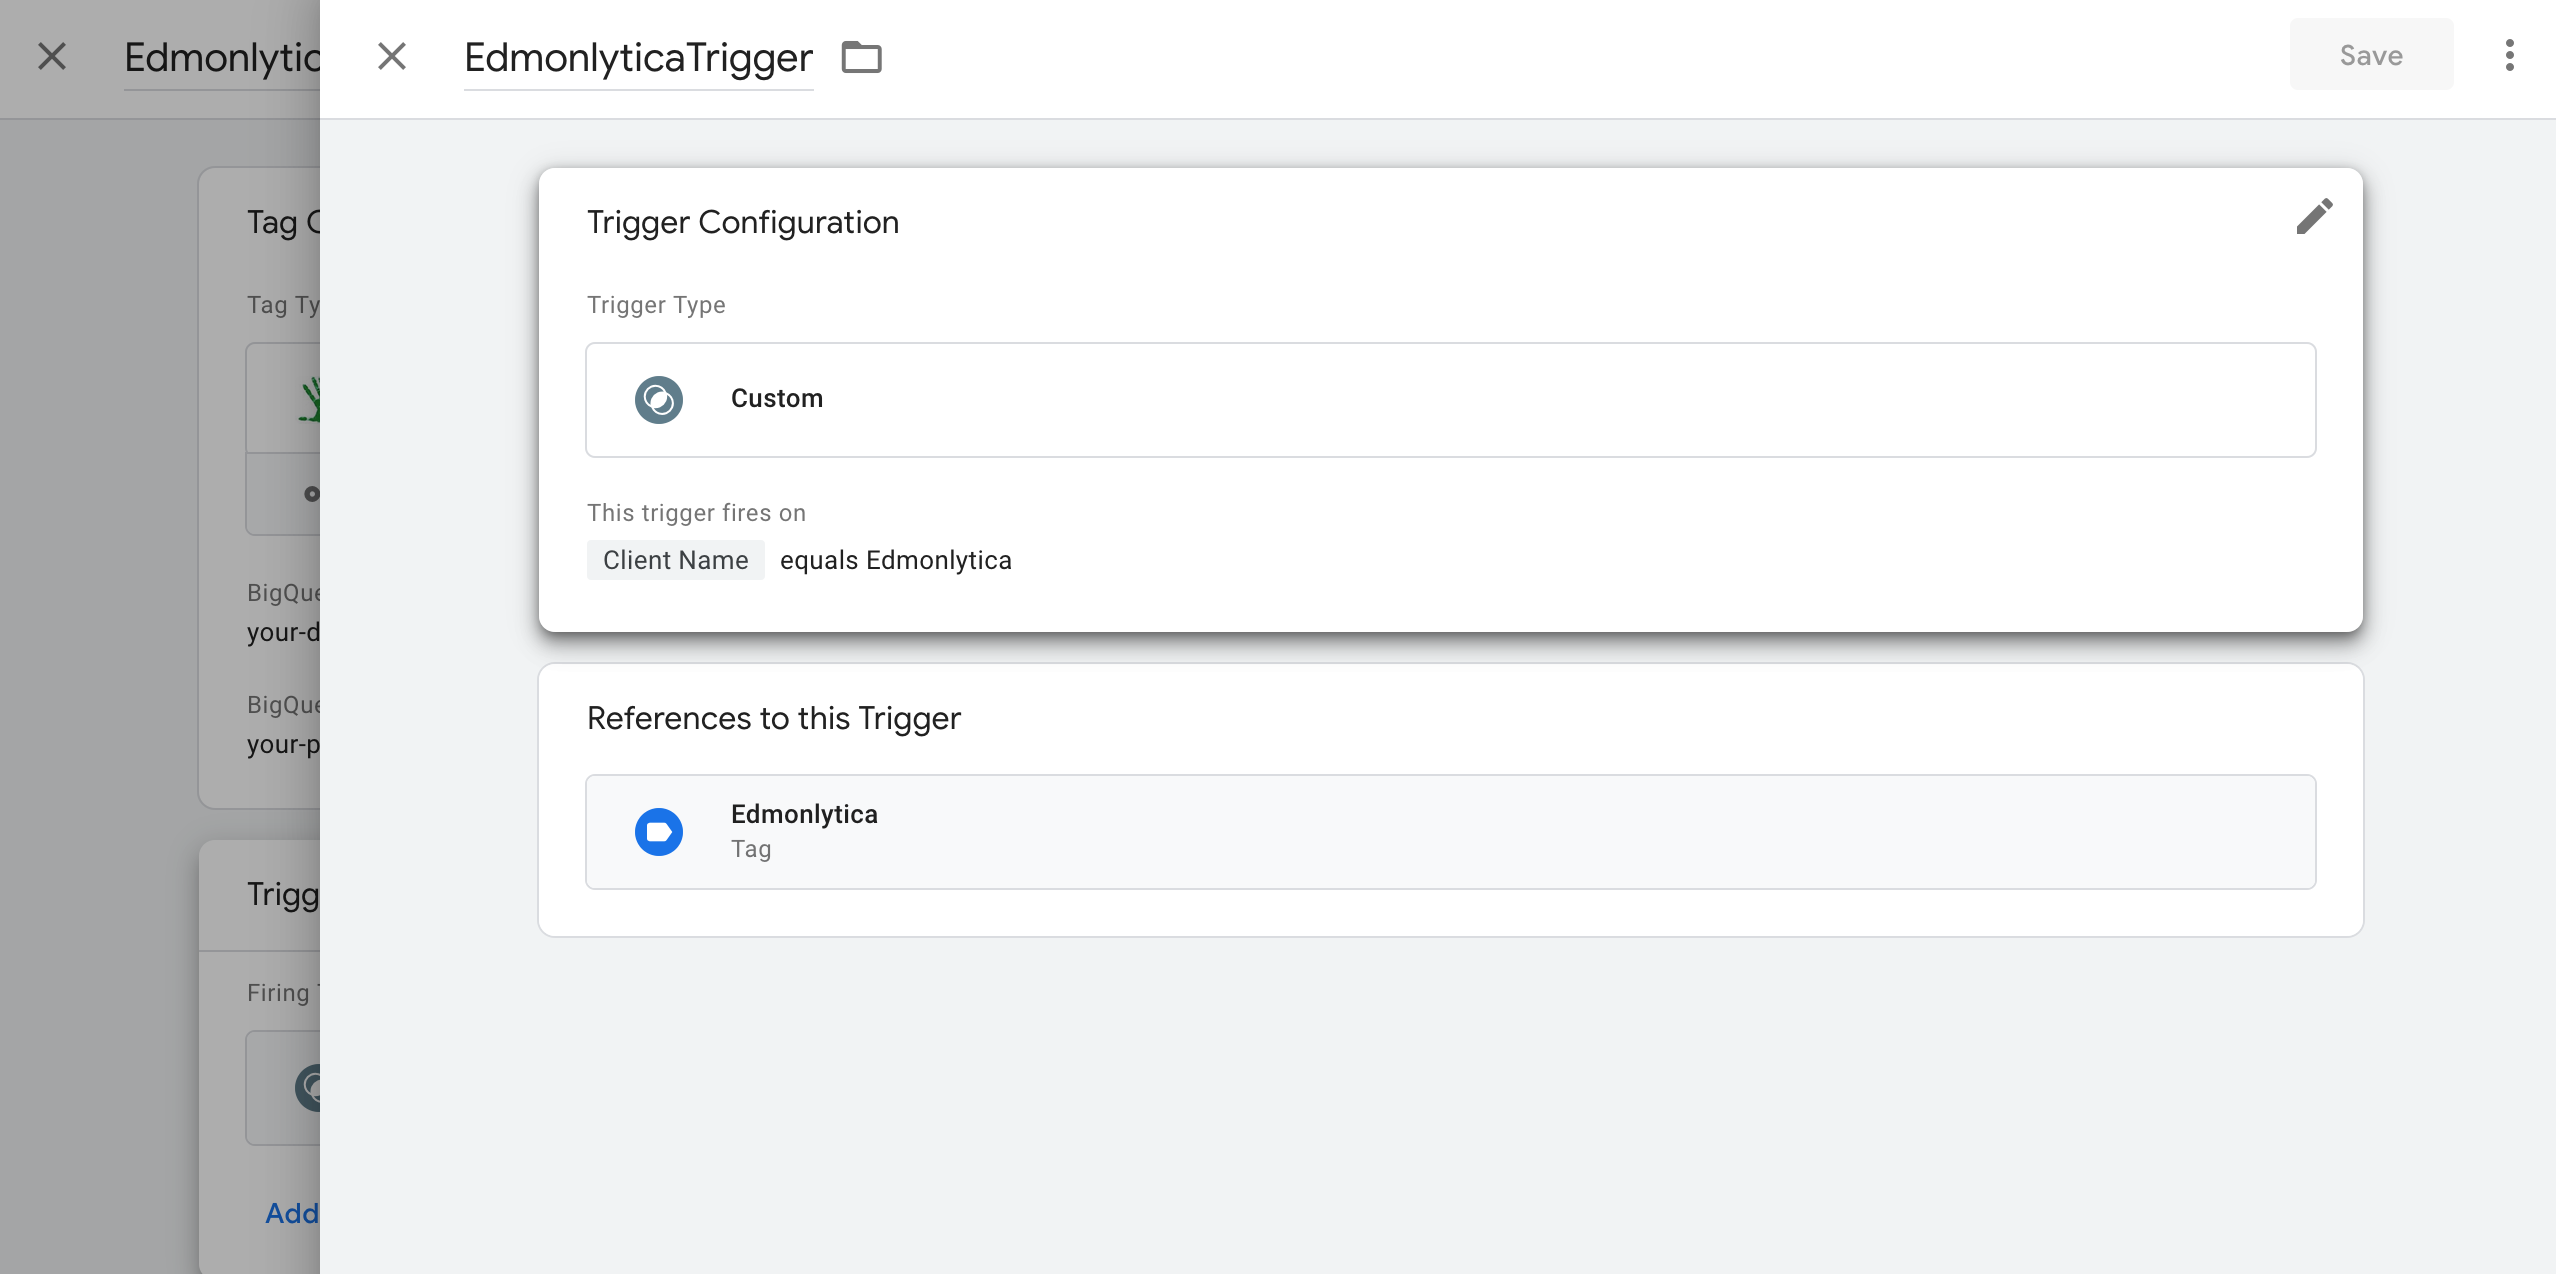 Edmonlytic
EdmonlyticaTrigger
Save
Tag C
Tag Ty
BigQue
your-d
BigQue
your-p
Trigg
Firing
Add
Trigger Configuration
Trigger Type
Custom
This trigger fires on
Client Name equals Edmonlytica
References to this Trigger
Edmonlytica
Tag